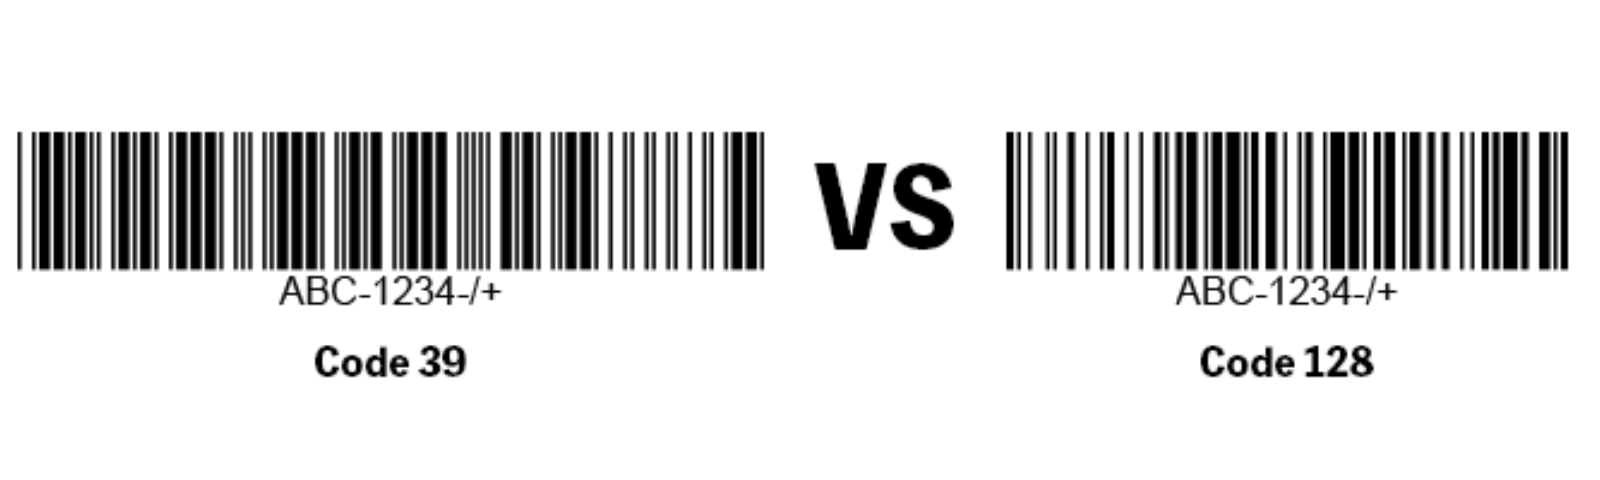 ABC-1234-/+
Code 39
VS
ABC-1234-/+
Code 128